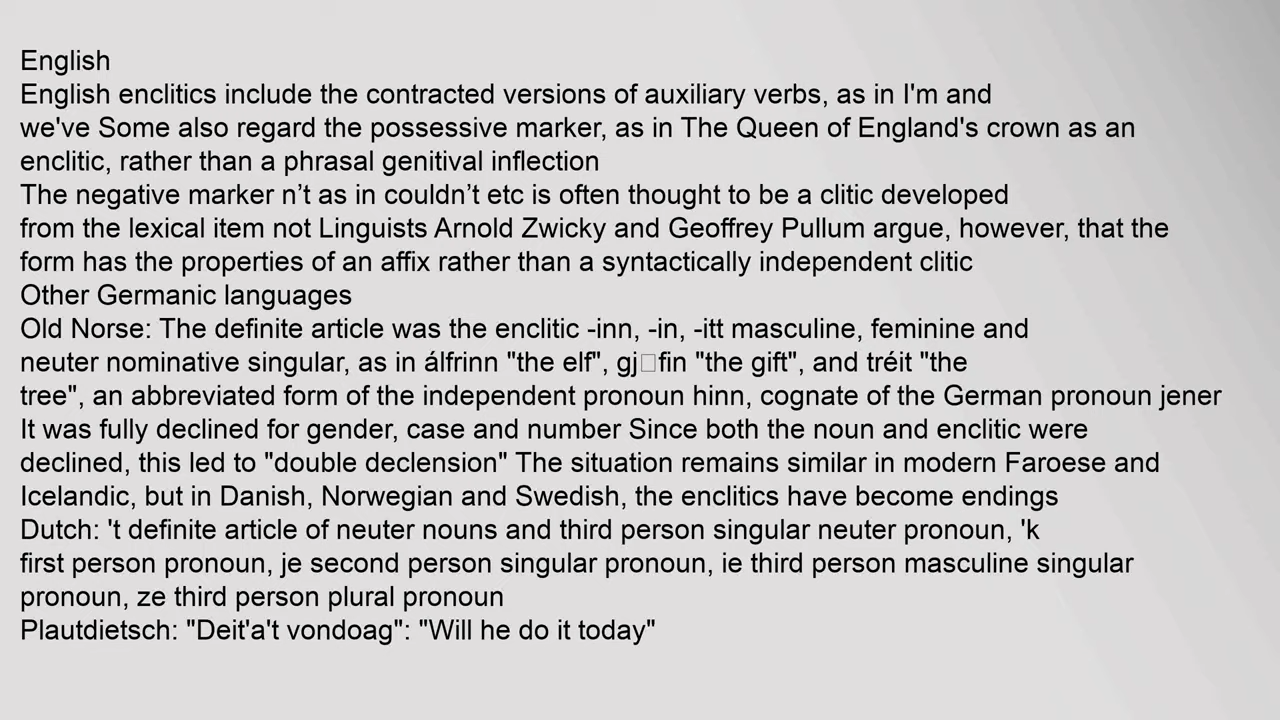 English
English enclitics include the contracted versions of auxiliary verbs, as in I'm and
we've Some also regard the possessive marker, as in The Queen of England's crown as an
enclitic, rather than a phrasal genitival inflection
The negative marker n’t as in couldn’t etc is often thought to be a clitic developed
from the lexical item not Linguists Arnold Zwicky and Geoffrey Pullum argue, however, that the
form has the properties of an affix rather than a syntactically independent clitic
Other Germanic languages
Old Norse: The definite article was the enclitic -inn, -in, -itt masculine, feminine and
neuter nominative singular, as in álfrinn "the elf", gj□fin "the gift", and tréit "the
tree", an abbreviated form of the independent pronoun hinn, cognate of the German pronoun jener
It was fully declined for gender, case and number Since both the noun and enclitic were
declined, this led to "double declension" The situation remains similar in modern Faroese and
Icelandic, but in Danish, Norwegian and Swedish, the enclitics have become endings
Dutch: 't definite article of neuter nouns and third person singular neuter pronoun, 'k
first person pronoun, je second person singular pronoun, ie third person masculine singular
pronoun, ze third person plural pronoun
Plautdietsch: "Deit'a't vondoag": "Will he do it today"